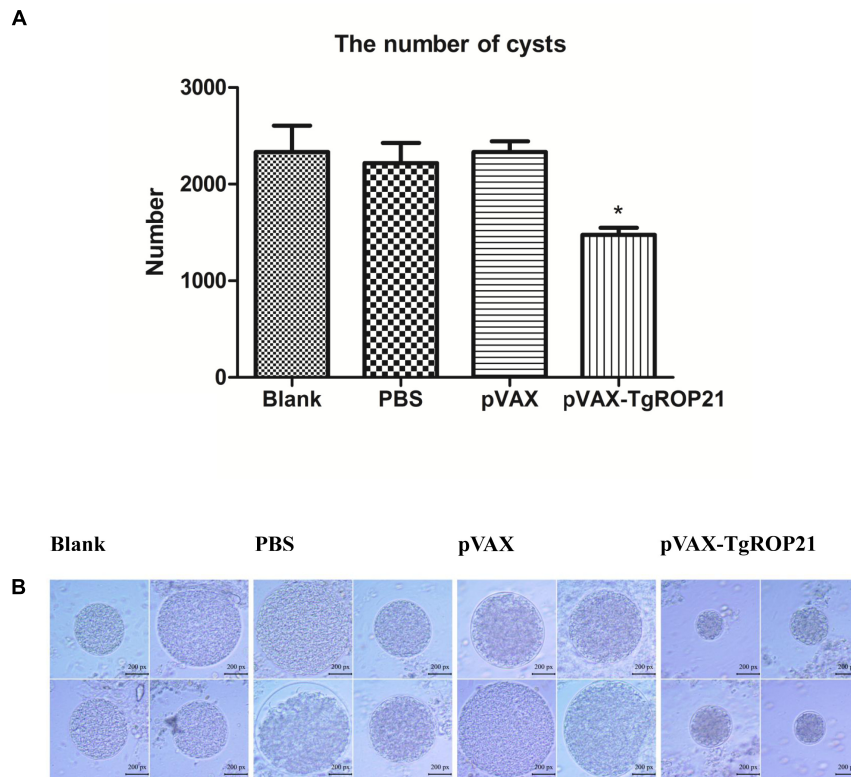 A
The number of cysts
3000
2000
1000
0
Number
Blank PBS pVAX pVAX-TgROP21
*
Blank PBS pVAX pVAX-TgROP21
B
200 px 200 px 200 px 200 px 200 px 200 px 200 px 200 px
200 px 200 px 200 px 200 px 200 px 200 px 200 px 200 px